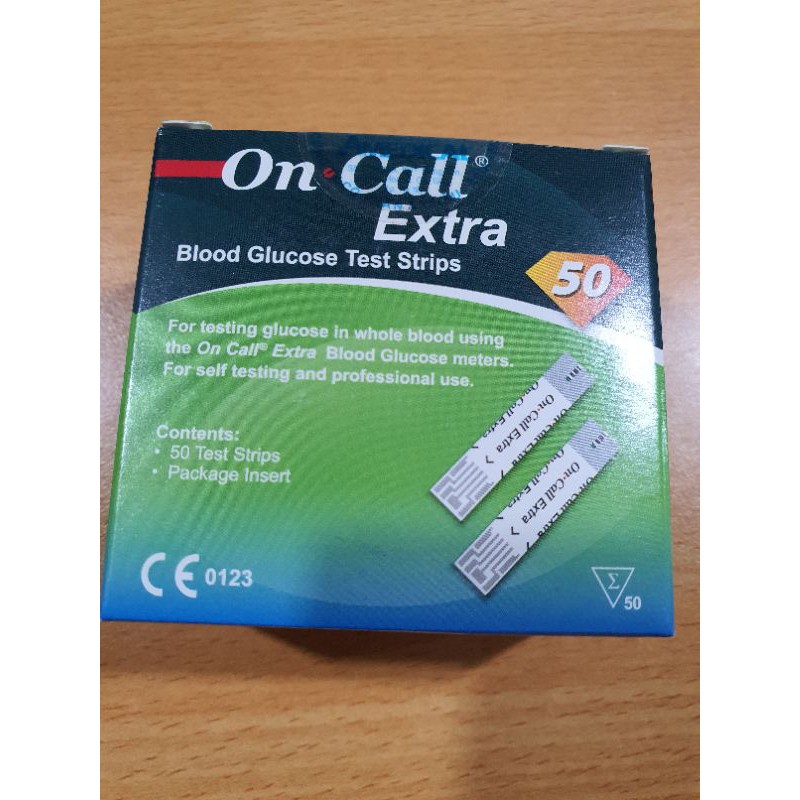 On Call®
Extra
Blood Glucose Test Strips
50
For testing glucose in whole blood using
the On Call® Extra Blood Glucose meters.
For self testing and professional use.
On-Call Extra
On-Call Extra
Contents:
• 50 Test Strips
• Package Insert
CE 0123
Σ
50